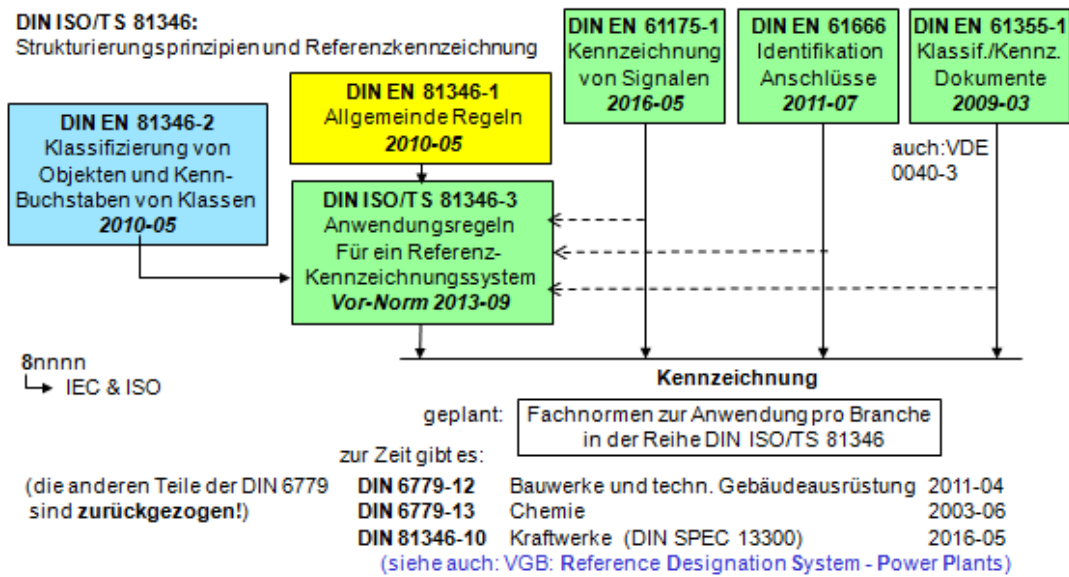 DIN ISO/TS 81346:
Strukturierungsprinzipien und Referenzkennzeichnung
DIN EN 61175-1
Kennzeichnung
von Signalen
2016-05
DIN EN 61666
Identifikation
Anschlüsse
2011-07
DIN EN 61355-1
Klassif./Kennz.
Dokumente
2009-03
DIN EN 81346-1
Allgemeinde Regeln
2010-05
DIN EN 81346-2
Klassifizierung von
Objekten und Kenn-
Buchstaben von Klassen
2010-05
auch:VDE
0040-3
DIN ISO/TS 81346-3
Anwendungsregeln
Für ein Referenz-
Kennzeichnungssystem
Vor-Norm 2013-09
8nnnn
IEC & ISO
Kennzeichnung
geplant:
Fachnormen zur Anwendung pro Branche
in der Reihe DIN ISO/TS 81346
zur Zeit gibt es:
(die anderen Teile der DIN 6779
sind zurückgezogen!)
DIN 6779-12 Bauwerke und techn. Gebäudeausrüstung 2011-04
DIN 6779-13 Chemie 2003-06
DIN 81346-10 Kraftwerke (DIN SPEC 13300) 2016-05
(siehe auch: VGB: Reference Designation System - Power Plants)